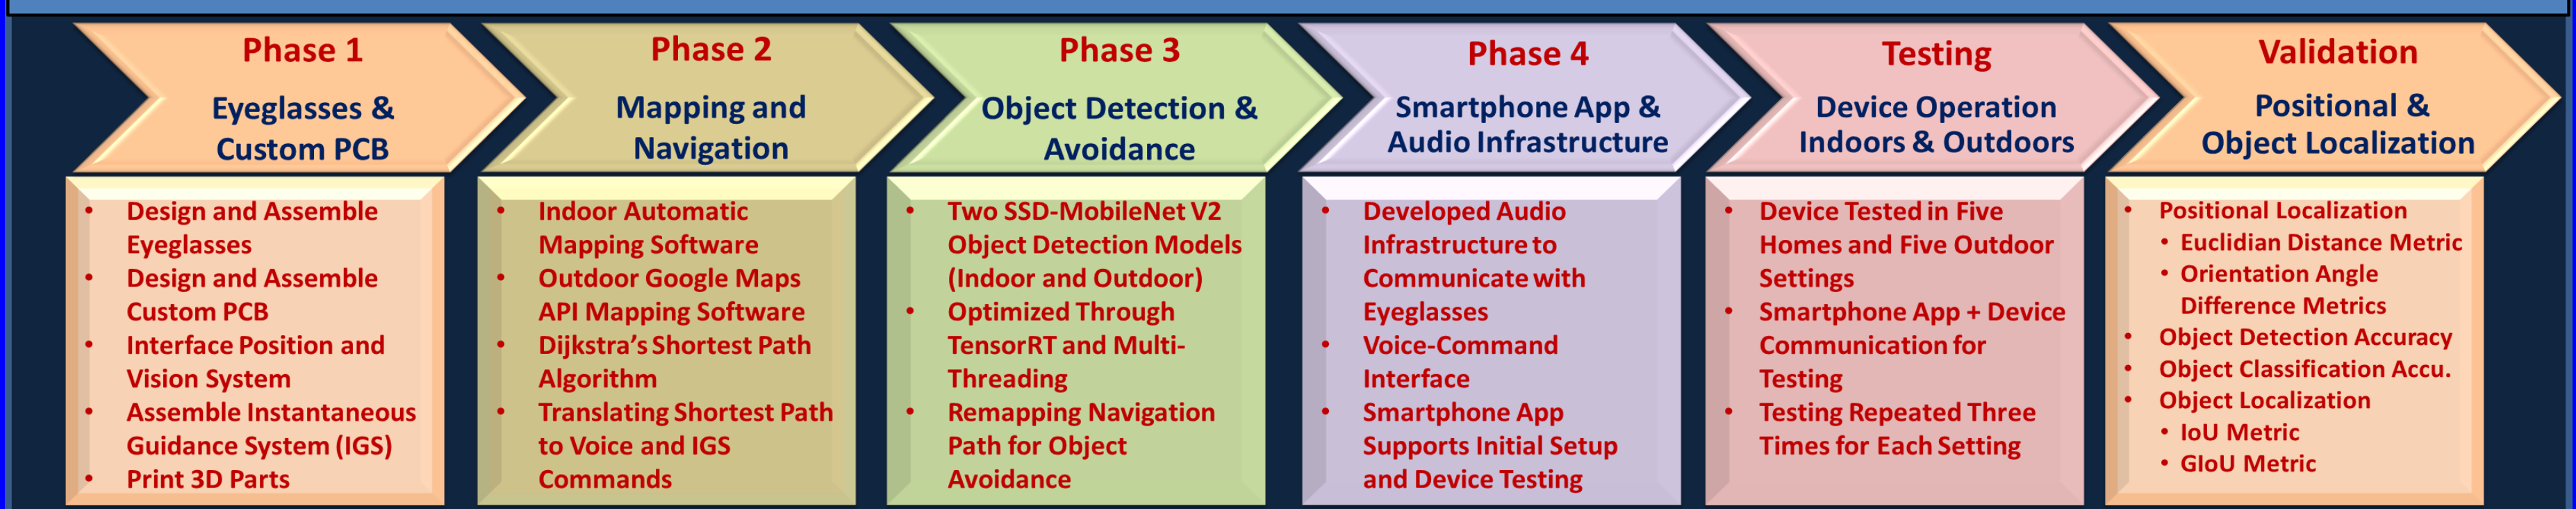 Phase 1
Eyeglasses &
Custom PCB
• Design and Assemble
Eyeglasses
• Design and Assemble
Custom PCB
• Interface Position and
Vision System
• Assemble Instantaneous
Guidance System (IGS)
• Print 3D Parts
Phase 2
Mapping and
Navigation
• Indoor Automatic
Mapping Software
• Outdoor Google Maps
API Mapping Software
• Dijkstra’s Shortest Path
Algorithm
• Translating Shortest Path
to Voice and IGS
Commands
Phase 3
Object Detection &
Avoidance
• Two SSD-MobileNet V2
Object Detection Models
(Indoor and Outdoor)
• Optimized Through
TensorRT and Multi-
Threading
• Remapping Navigation
Path for Object
Avoidance
Phase 4
Smartphone App &
Audio Infrastructure
• Developed Audio
Infrastructure to
Communicate with
Eyeglasses
• Voice-Command
Interface
• Smartphone App
Supports Initial Setup
and Device Testing
Testing
Device Operation
Indoors & Outdoors
• Device Tested in Five
Homes and Five Outdoor
Settings
• Smartphone App + Device
Communication for
Testing
• Testing Repeated Three
Times for Each Setting
Validation
Positional &
Object Localization
• Positional Localization
• Euclidian Distance Metric
• Orientation Angle
Difference Metrics
• Object Detection Accuracy
• Object Classification Accu.
• Object Localization
• IoU Metric
• GIoU Metric